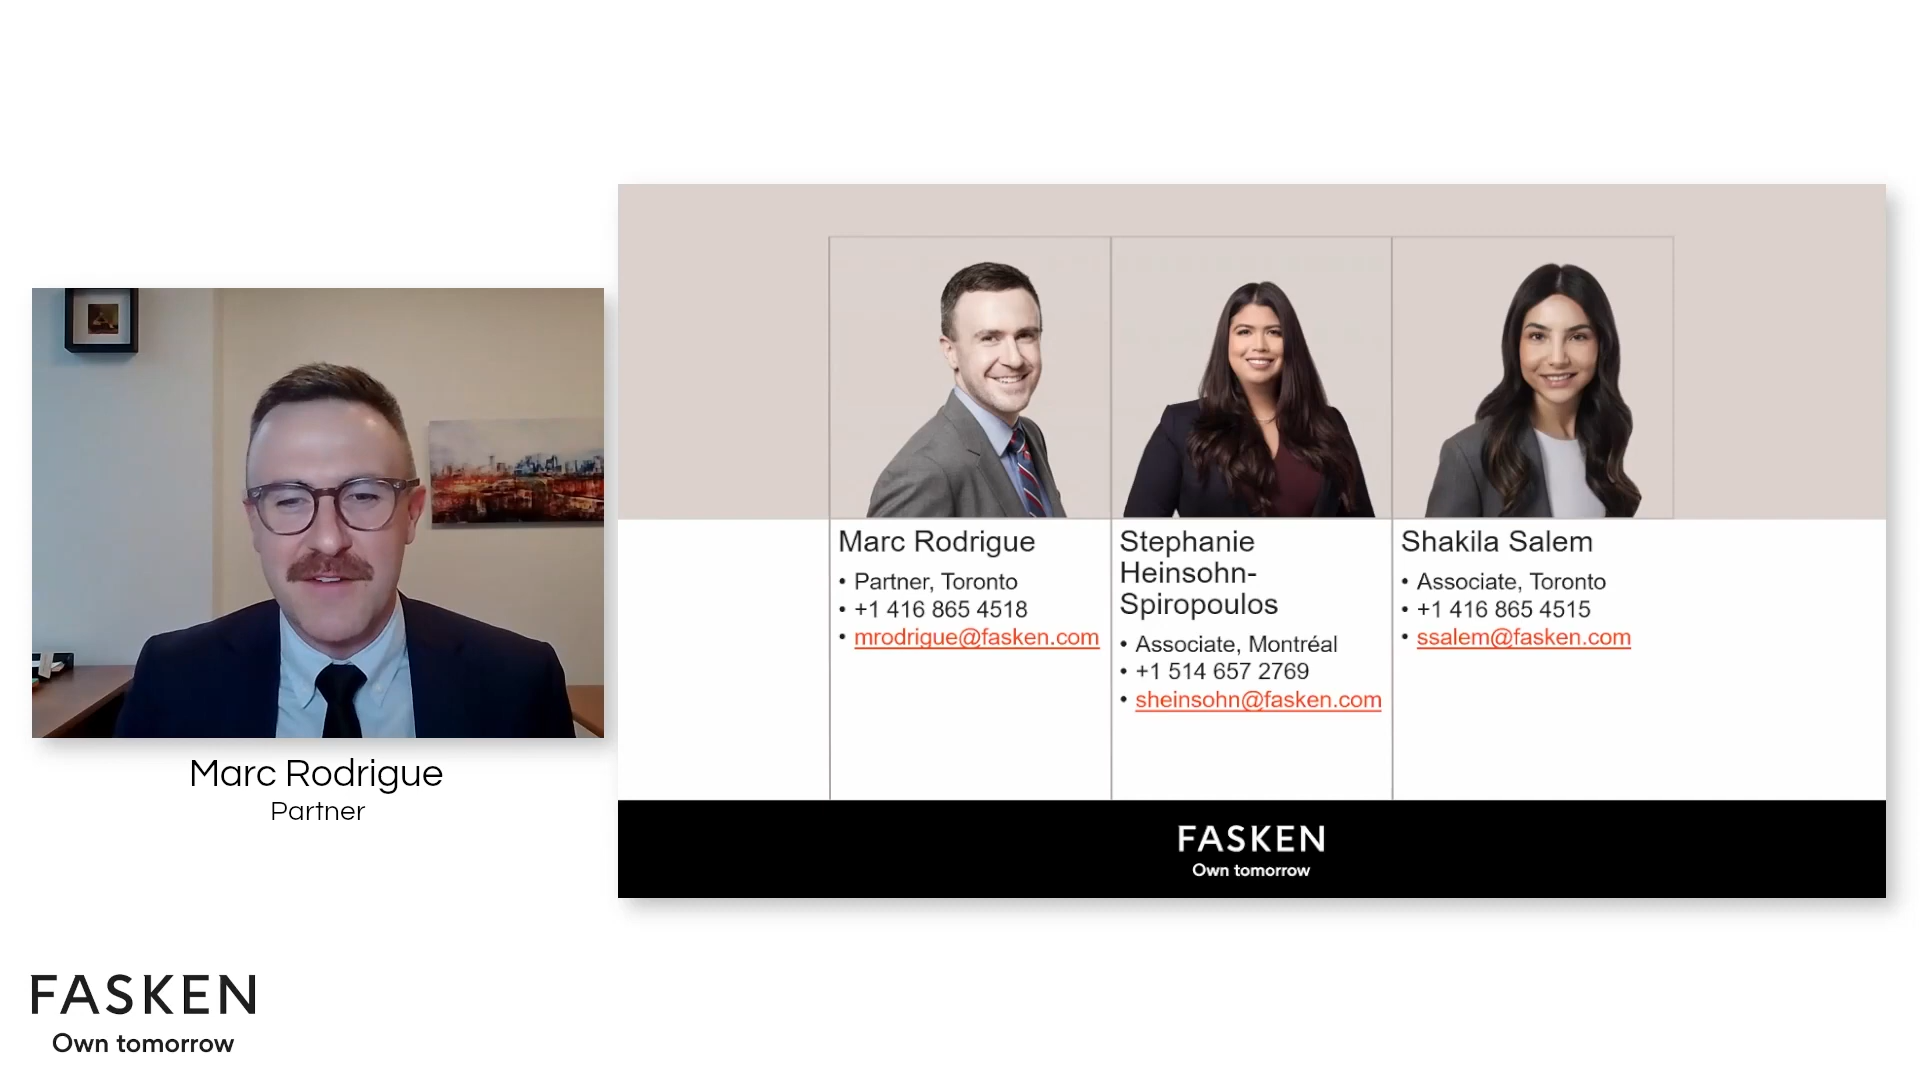 Marc Rodrigue
Partner
FASKEN
Own tomorrow
Marc Rodrigue
• Partner, Toronto
• +1 416 865 4518
• mrodrigue@fasken.com
Stephanie
Heinsohn-
Spiropoulos
• Associate, Montréal
• +1 514 657 2769
• sheinsohn@fasken.com
Shakila Salem
• Associate, Toronto
• +1 416 865 4515
• ssalem@fasken.com
FASKEN
Own tomorrow